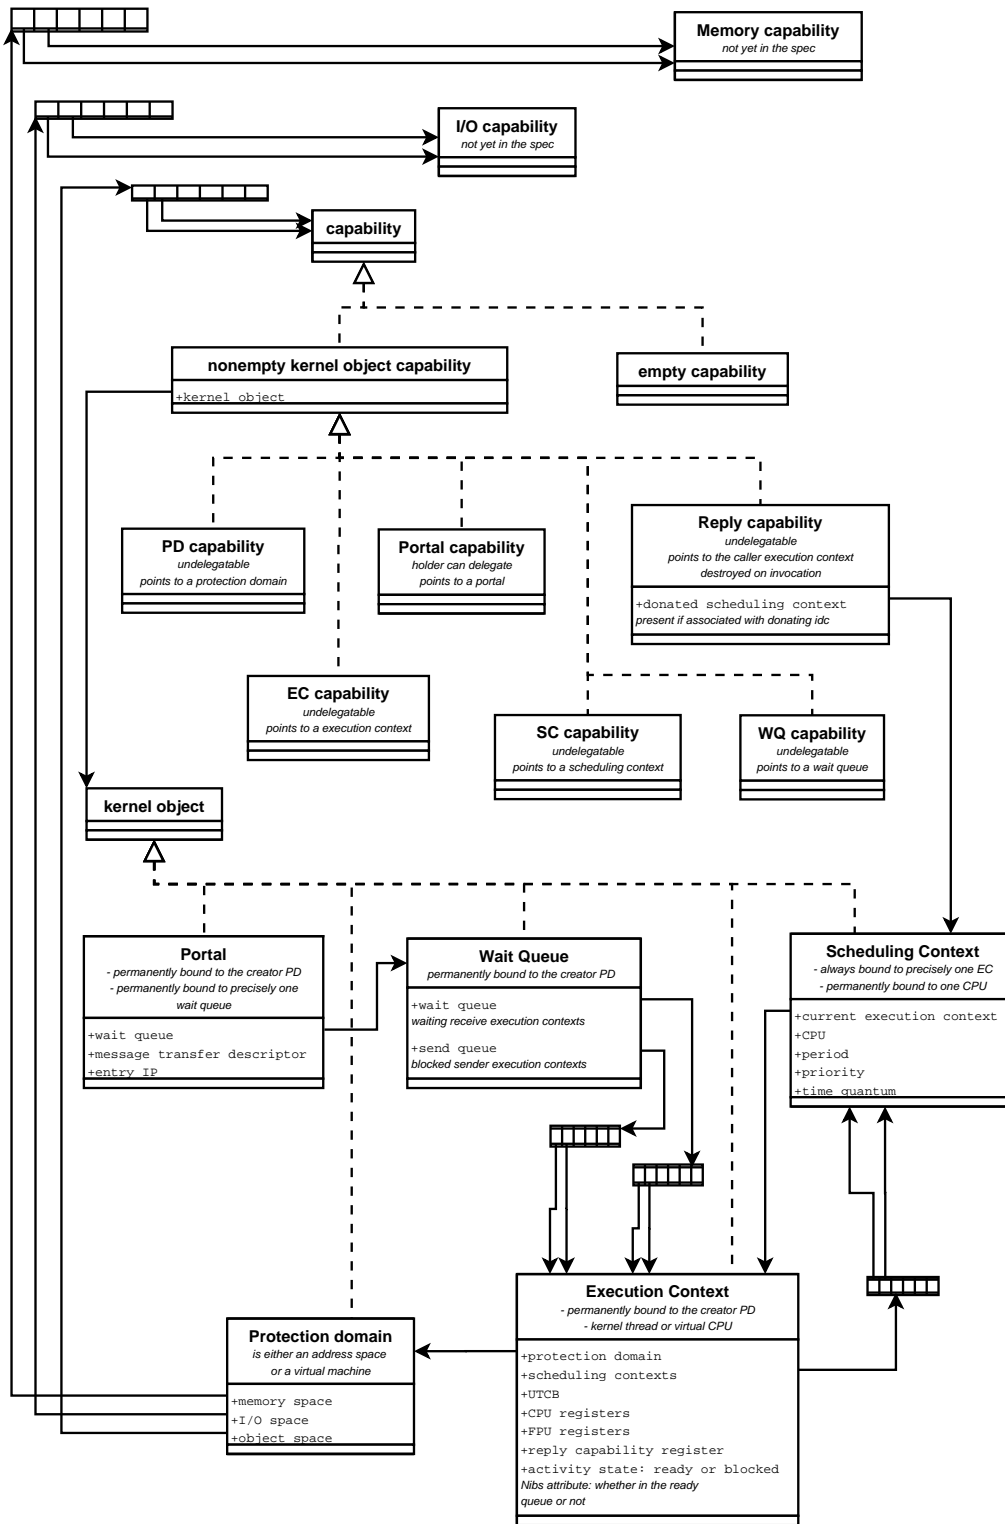 Memory capability
not yet in the spec
I/O capability
not yet in the spec
capability
nonempty kernel object capability
+kernel object
empty capability
PD capability
undelegatable
points to a protection domain
Portal capability
holder can delegate
points to a portal
Reply capability
undelegatable
points to the caller execution context
destroyed on invocation
+donated scheduling context
present if associated with donating idc
EC capability
undelegatable
points to a execution context
SC capability
undelegatable
points to a scheduling context
WQ capability
undelegatable
points to a wait queue
kernel object
Portal
- permanently bound to the creator PD
- permanently bound to precisely one
wait queue
+wait queue
+message transfer descriptor
+entry IP
Wait Queue
permanently bound to the creator PD
+wait queue
waiting receive execution contexts
+send queue
blocked sender execution contexts
Scheduling Context
- always bound to precisely one EC
- permanently bound to one CPU
+current execution context
+CPU
+period
+priority
+time quantum
Protection domain
is either an address space
or a virtual machine
+memory space
+I/O space
+object space
Execution Context
- permanently bound to the creator PD
- kernel thread or virtual CPU
+protection domain
+scheduling contexts
+UTCB
+CPU registers
+FPU registers
+reply capability register
+activity state: ready or blocked
Nibs attribute: whether in the ready
queue or not